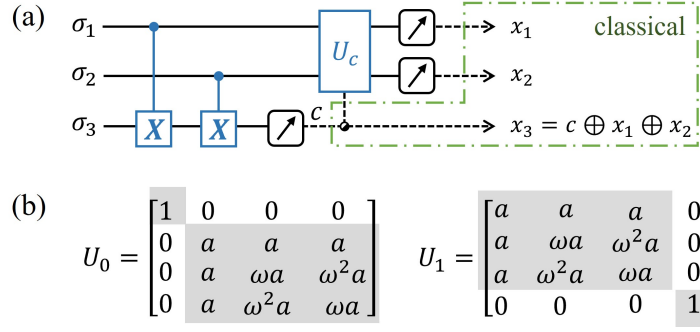 (a)
σ₁ U_c x₁ classical
σ₂ x₂
σ₃ X X c x₃ = c ⊕ x₁ ⊕ x₂
(b)
U₀ = [1 0 0 0
0 a a a
0 a ωa ω²a
0 a ω²a ωa]
U₁ = [a a a 0
a ωa ω²a 0
a ω²a ωa 0
0 0 0 1